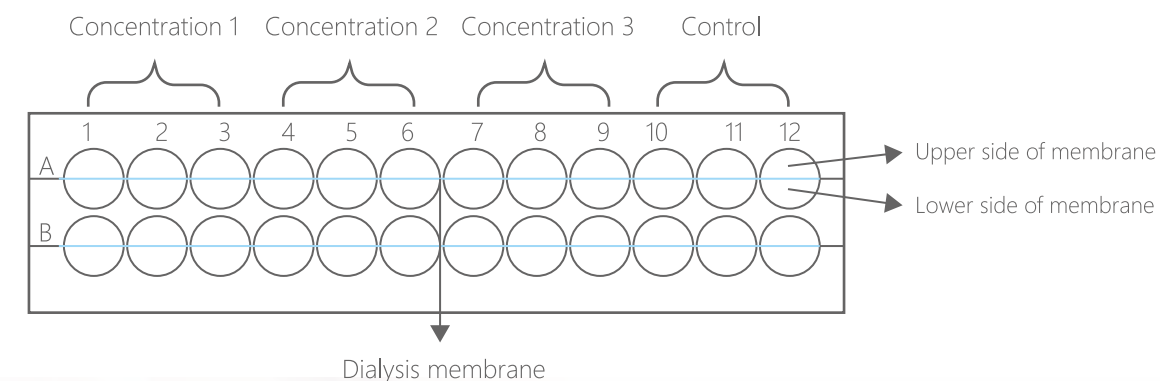 Concentration 1 Concentration 2 Concentration 3 Control
1 2 3 4 5 6 7 8 9 10 11 12
A
Upper side of membrane
Lower side of membrane
B
Dialysis membrane